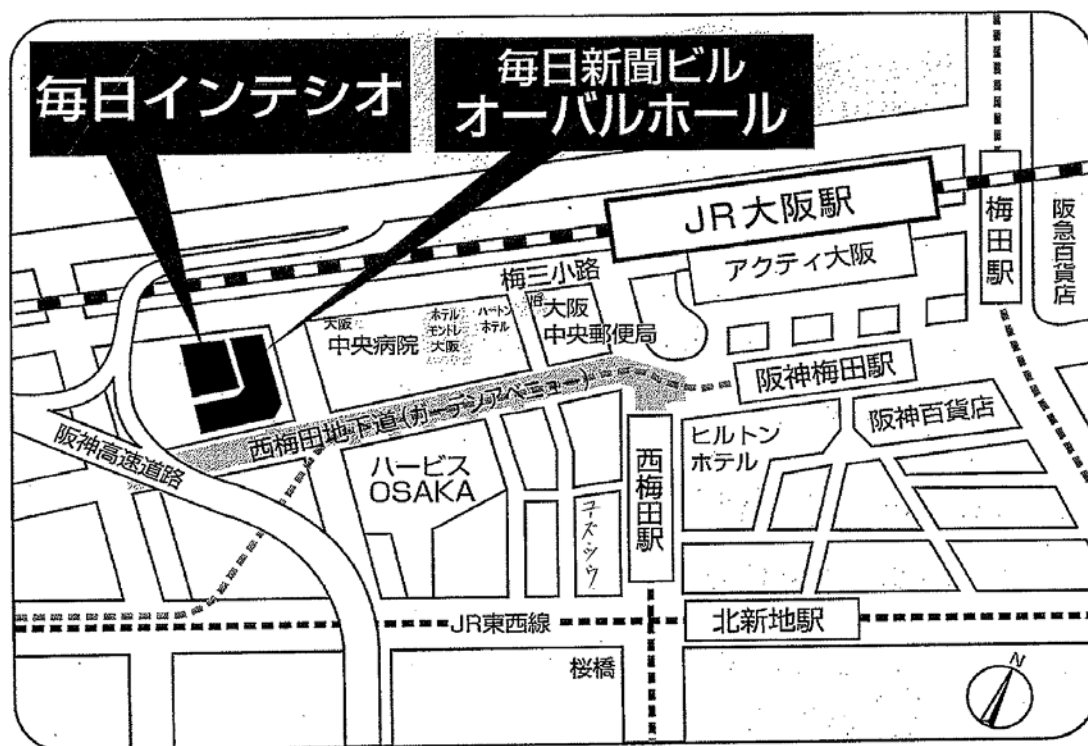 毎日インテシオ
毎日新聞ビル
オーバルホール
JR大阪駅
アクティ大阪
梅田駅
阪急百貨店
梅三小路
大阪
中央病院
ホテル
モントレ
大阪
ハートン
ホテル
旧
大阪
中央郵便局
阪神梅田駅
阪神百貨店
西梅田地下道(ガーデンアベニュー)
阪神高速道路
ハービス
OSAKA
西梅田駅
ヒルトン
ホテル
JR東西線
北新地駅
桜橋
N